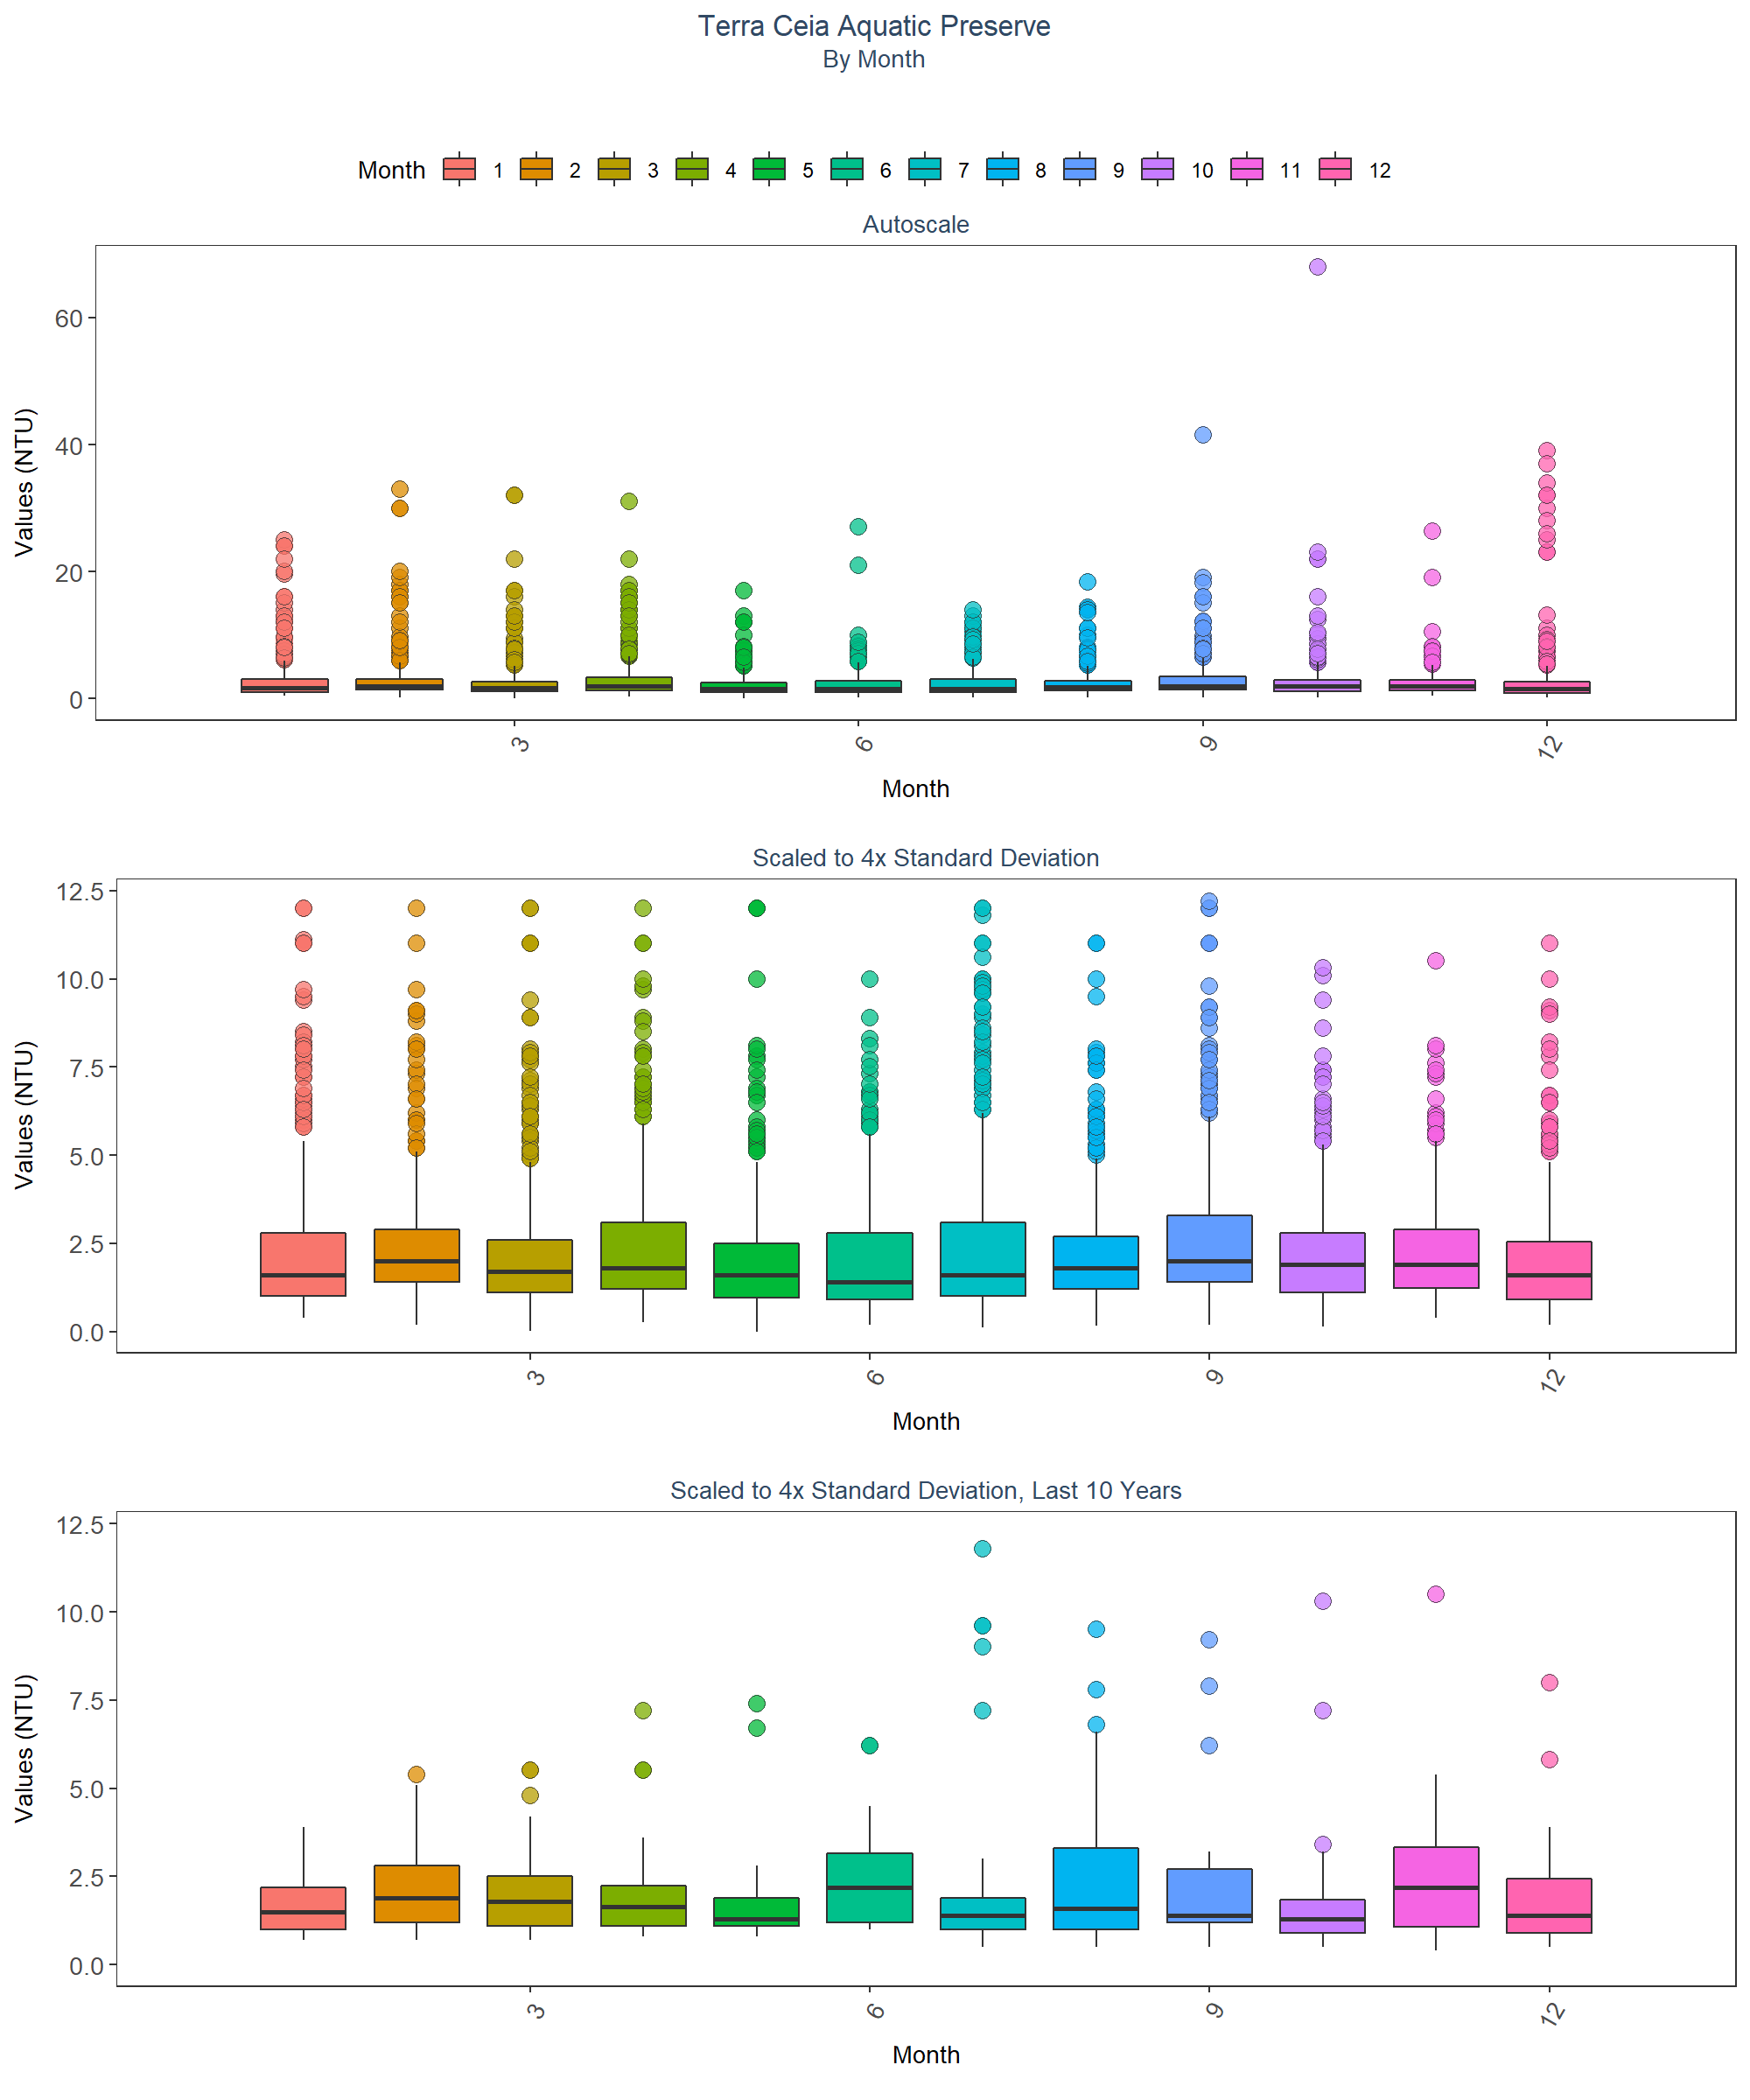 Terra Ceia Aquatic Preserve
By Month
Month 1 2 3 4 5 6 7 8 9 10 11 12
Autoscale
Values (NTU)
60
40
20
0
3 6 9 12
Month
Scaled to 4x Standard Deviation
Values (NTU)
12.5
10.0
7.5
5.0
2.5
0.0
3 6 9 12
Month
Scaled to 4x Standard Deviation, Last 10 Years
Values (NTU)
12.5
10.0
7.5
5.0
2.5
0.0
3 6 9 12
Month